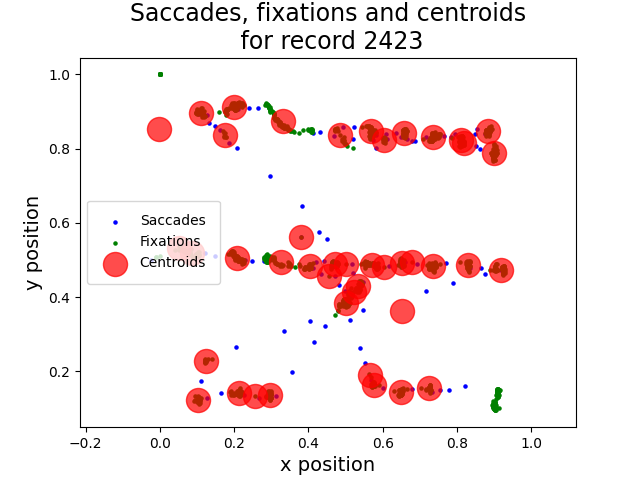 Saccades, fixations and centroids
for record 2423
y position
1.0
0.8
0.6
0.4
0.2
Saccades
Fixations
Centroids
−0.2
0.0
0.2
0.4
0.6
0.8
1.0
x position